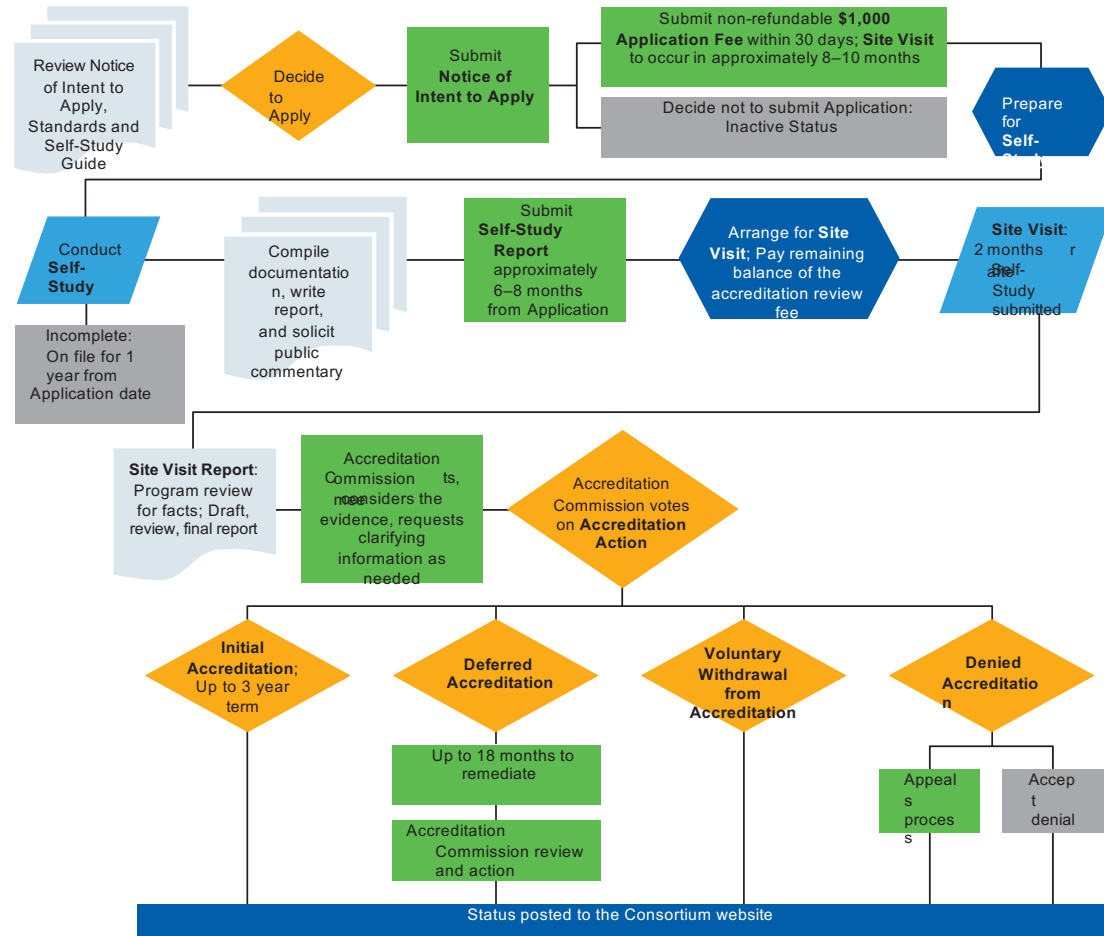 Review Notice
of Intent to
Apply,
Standards and
Self-Study
Guide
Decide
to
Apply
Submit
Notice of
Intent to Apply
Submit non-refundable $1,000
Application Fee within 30 days; Site Visit
to occur in approximately 8–10 months
Decide not to submit Application:
Inactive Status
Prepare
for
Self-
Study
Conduct
Self-
Study
Incomplete:
On file for 1
year from
Application date
Compile
documentatio
n, write
report,
and solicit
public
commentary
Submit
Self-Study
Report
approximately
6–8 months
from Application
Arrange for Site
Visit; Pay remaining
balance of the
accreditation review
fee
Site Visit:
2 months r
afte
Self-
Study
submitted
Site Visit Report:
Program review
for facts; Draft,
review, final report
Accreditation
Commission ts,
mee
considers the
evidence, requests
clarifying
information as
needed
Accreditation
Commission votes
on Accreditation
Action
Initial
Accreditation;
Up to 3 year
term
Deferred
Accreditation
Voluntary
Withdrawal
from
Accreditation
Denied
Accreditatio
n
Up to 18 months to
remediate
Accreditation
Commission review
and action
Appeal
s
proces
s
Accep
t
denial
Status posted to the Consortium website